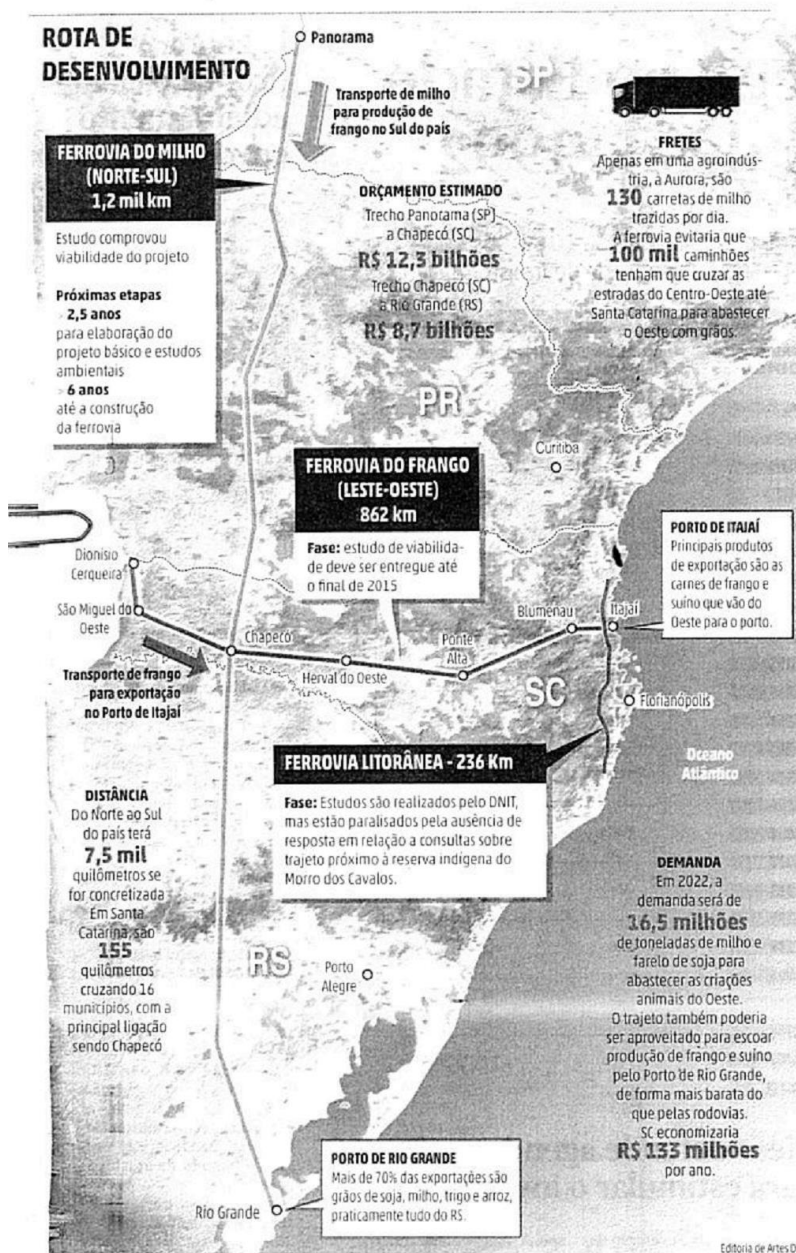 ROTA DE
DESENVOLVIMENTO
Panorama
SP
Transporte de milho
para produção de
frango no Sul do país
FERROVIA DO MILHO
(NORTE-SUL)
1,2 mil km
Estudo comprovou
viabilidade do projeto
Próximas etapas
> 2,5 anos
para elaboração do
projeto básico e estudos
ambientais
> 6 anos
até a construção
da ferrovia
ORÇAMENTO ESTIMADO
Trecho Panorama (SP)
a Chapecó (SC)
R$ 12,3 bilhões
Trecho Chapecó (SC)
a Rio Grande (RS)
R$ 8,7 bilhões
FRETES
Apenas em uma agroindús-
tria, a Aurora, são
130 carretas de milho
trazidas por dia.
A ferrovia evitaria que
100 mil caminhões
tenham que cruzar as
estradas do Centro-Oeste até
Santa Catarina para abastecer
o Oeste com grãos.
PR
Curitiba
FERROVIA DO FRANGO
(LESTE-OESTE)
862 km
Fase: estudo de viabilida-
de deve ser entregue até
o final de 2015
PORTO DE ITAJAÍ
Principais produtos
de exportação são as
carnes de frango e
suíno que vão do
Oeste para o porto.
Dionísio
Cerqueira
São Miguel do
Oeste
Chapecó
Herval do Oeste
Ponte
Alta
Blumenau
Itajaí
SC
Florianópolis
Transporte de frango
para exportação
no Porto de Itajaí
Oceano
Atlântico
FERROVIA LITORÂNEA - 236 Km
Fase: Estudos são realizados pelo DNIT,
mas estão paralisados pela ausência de
resposta em relação a consultas sobre
trajeto próximo à reserva indígena do
Morro dos Cavalos.
DISTÂNCIA
Do Norte ao Sul
do país terá
7,5 mil
quilômetros se
for concretizada
Em Santa
Catarina, são
155
quilômetros
cruzando 16
municípios, com a
principal ligação
sendo Chapecó
RS
Porto
Alegre
DEMANDA
Em 2022, a
demanda será de
16,5 milhões
de toneladas de milho e
farelo de soja para
abastecer as criações
animais do Oeste.
O trajeto também poderia
ser aproveitado para escoar
produção de frango e suíno
pelo Porto de Rio Grande,
de forma mais barata do
que pelas rodovias.
SC economizaria
R$ 133 milhões
por ano.
PORTO DE RIO GRANDE
Mais de 70% das exportações são
grãos de soja, milho, trigo e arroz,
praticamente tudo do RS.
Rio Grande
Editoria de Artes D